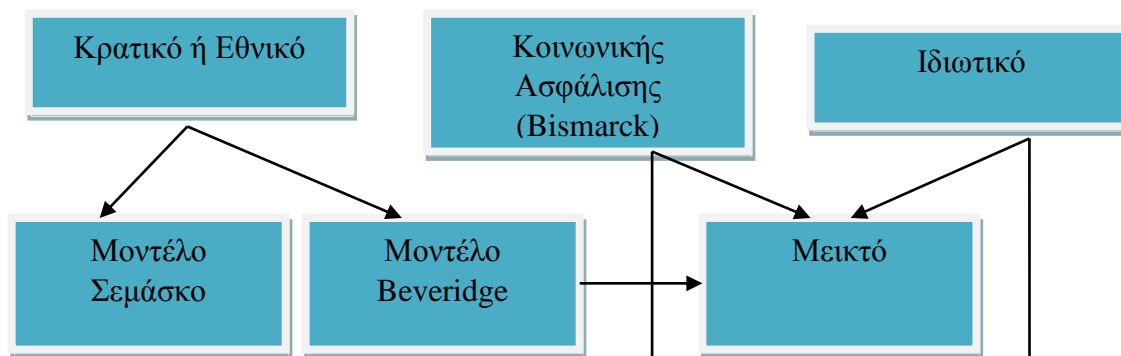 Κρατικό ή Εθνικό
Κοινωνικής
Ασφάλισης
(Bismarck)
Ιδιωτικό
Μοντέλο
Σεμάσκο
Μοντέλο
Beveridge
Μεικτό